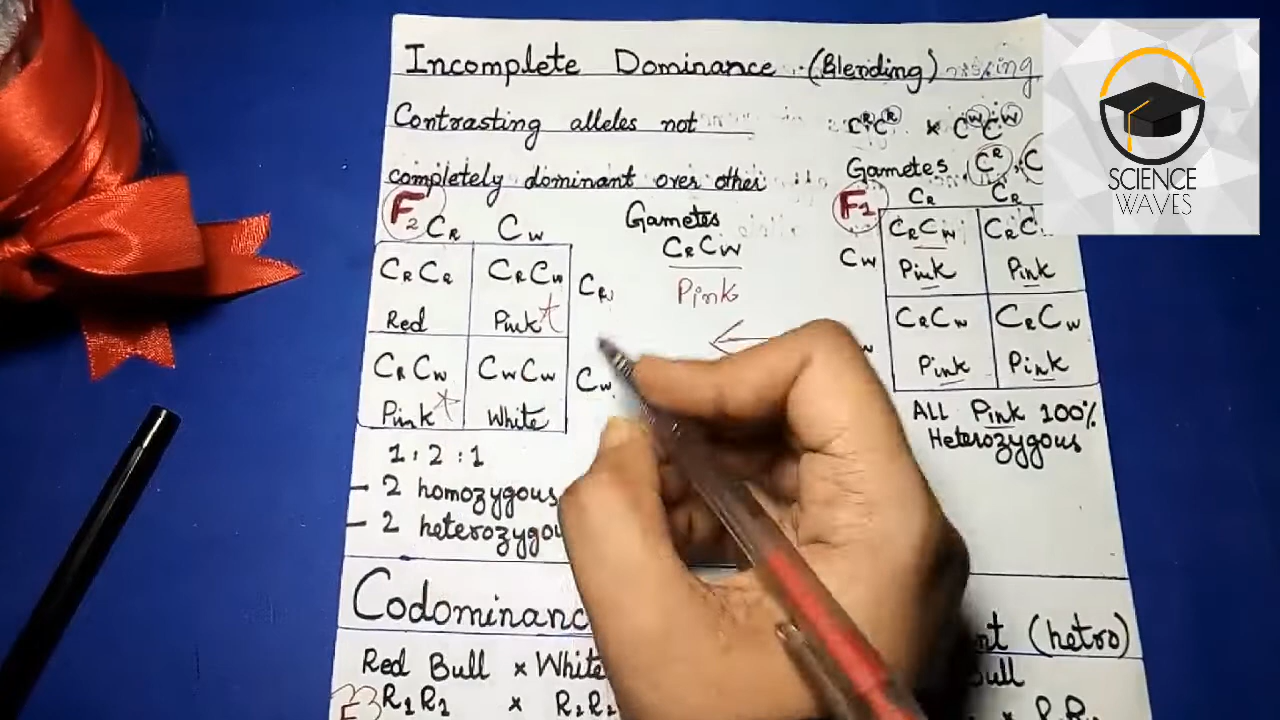 Incomplete Dominance (Blending)
Contrasting alleles not
completely dominant over other
CᴿCᴿ × CᵂCᵂ
Gametes Cᴿ, C
F2 CR CW
CRCR CRCW CR
Red Pink
CRCW CWCW CW
Pink White
1:2:1
- 2 homozygous
- 2
Gametes
CRCW
Pink
F1 CR CR
CW CRCW
Pink Pink
CRCW CRCW
Pink Pink
ALL Pink 100%
Heterozygous
Codominanc
(hetro)
Red Bull × White
R1R1 × R2R2
SCIENCE
WAVES